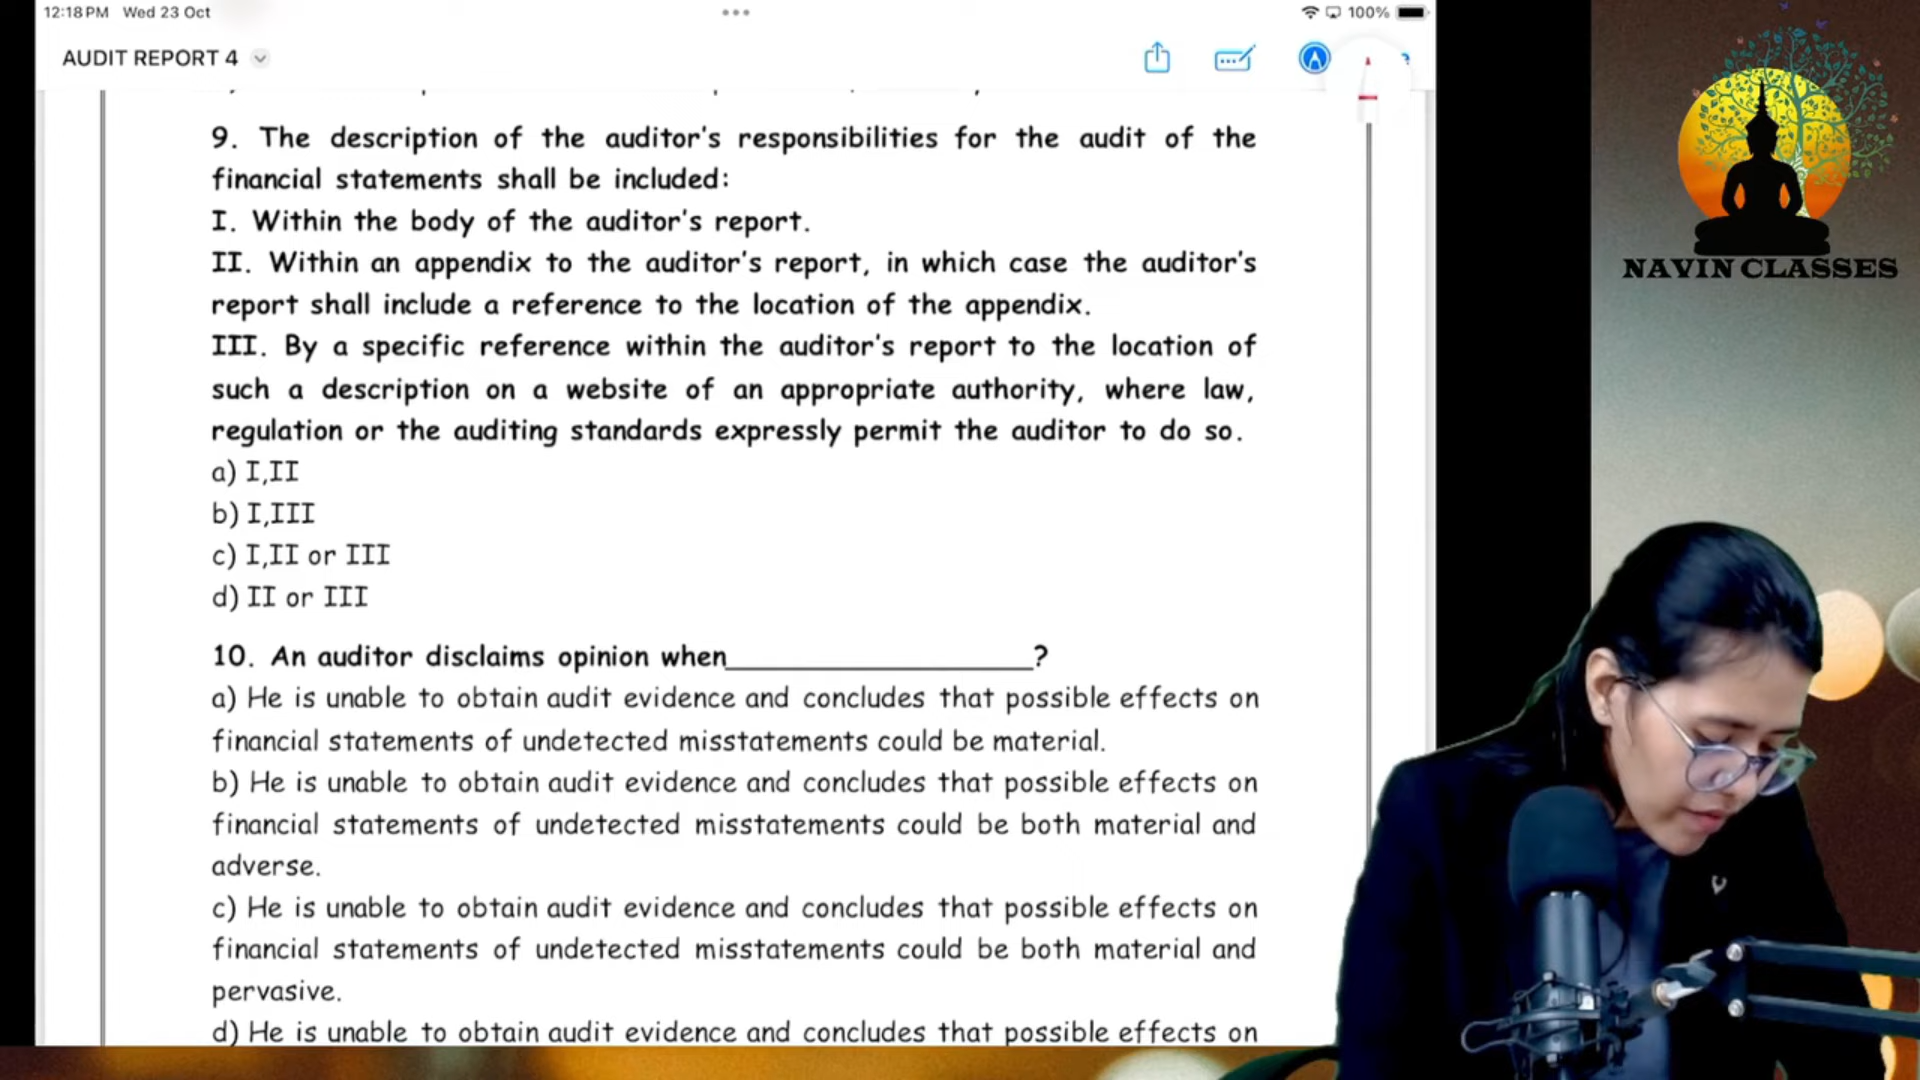 12:18 PM Wed 23 Oct
100%
AUDIT REPORT 4
9. The description of the auditor's responsibilities for the audit of the
financial statements shall be included:
I. Within the body of the auditor's report.
II. Within an appendix to the auditor's report, in which case the auditor's
report shall include a reference to the location of the appendix.
III. By a specific reference within the auditor's report to the location of
such a description on a website of an appropriate authority, where law,
regulation or the auditing standards expressly permit the auditor to do so.
a) I,II
b) I,III
c) I,II or III
d) II or III
10. An auditor disclaims opinion when____________________?
a) He is unable to obtain audit evidence and concludes that possible effects on
financial statements of undetected misstatements could be material.
b) He is unable to obtain audit evidence and concludes that possible effects on
financial statements of undetected misstatements could be both material and
adverse.
c) He is unable to obtain audit evidence and concludes that possible effects on
financial statements of undetected misstatements could be both material and
pervasive.
d) He is unable to obtain audit evidence and concludes that possible effects on
NAVIN CLASSES